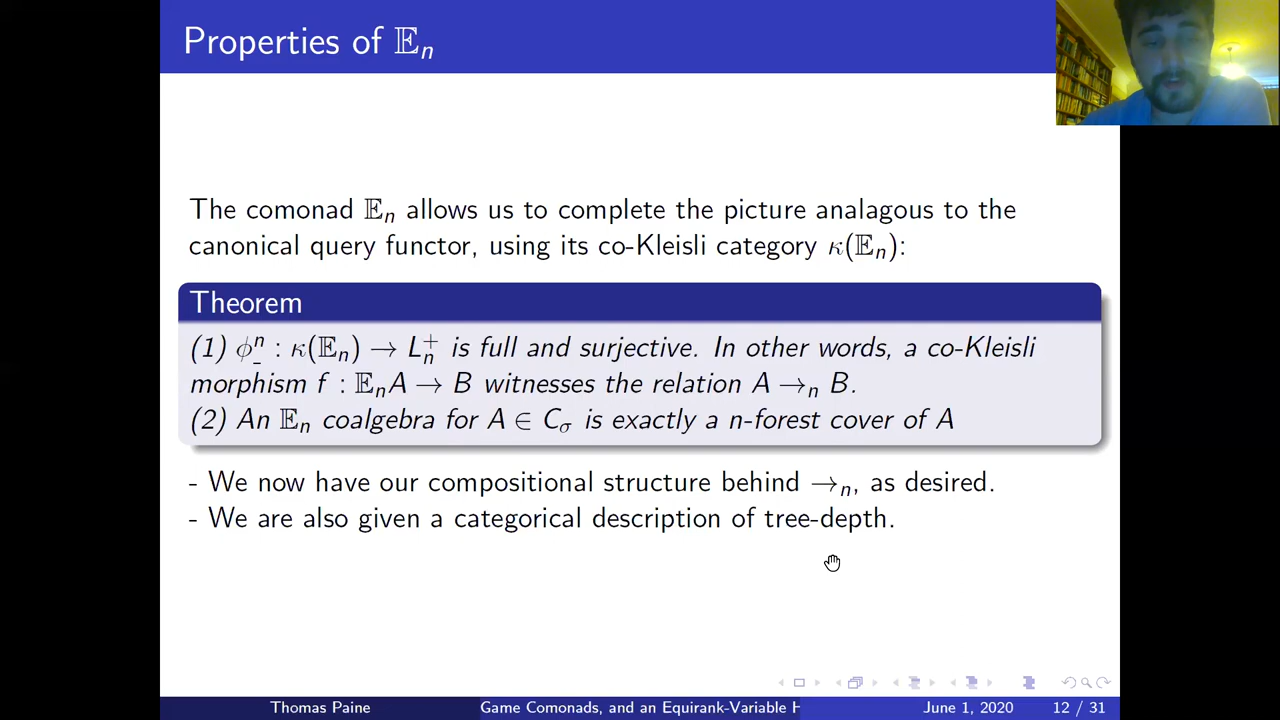 Properties of 𝔼ₙ
The comonad 𝔼ₙ allows us to complete the picture analagous to the
canonical query functor, using its co-Kleisli category κ(𝔼ₙ):
Theorem
(1) ϕⁿ_ : κ(𝔼ₙ) → L⁺ₙ is full and surjective. In other words, a co-Kleisli
morphism f : 𝔼ₙA → B witnesses the relation A →ₙ B.
(2) An 𝔼ₙ coalgebra for A ∈ C_σ is exactly a n-forest cover of A
- We now have our compositional structure behind →ₙ, as desired.
- We are also given a categorical description of tree-depth.
Thomas Paine Game Comonads, and an Equirank-Variable H June 1, 2020 12 / 31